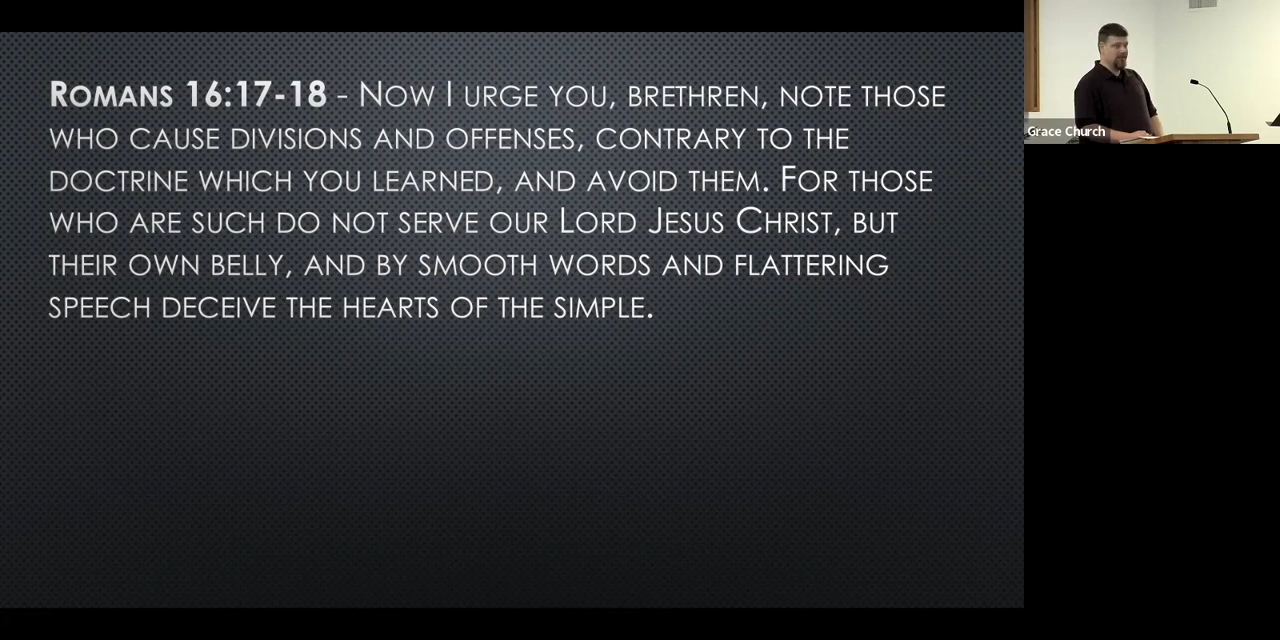 Romans 16:17-18 - Now I urge you, brethren, note those
who cause divisions and offenses, contrary to the
doctrine which you learned, and avoid them. For those
who are such do not serve our Lord Jesus Christ, but
their own belly, and by smooth words and flattering
speech deceive the hearts of the simple.
Grace Church